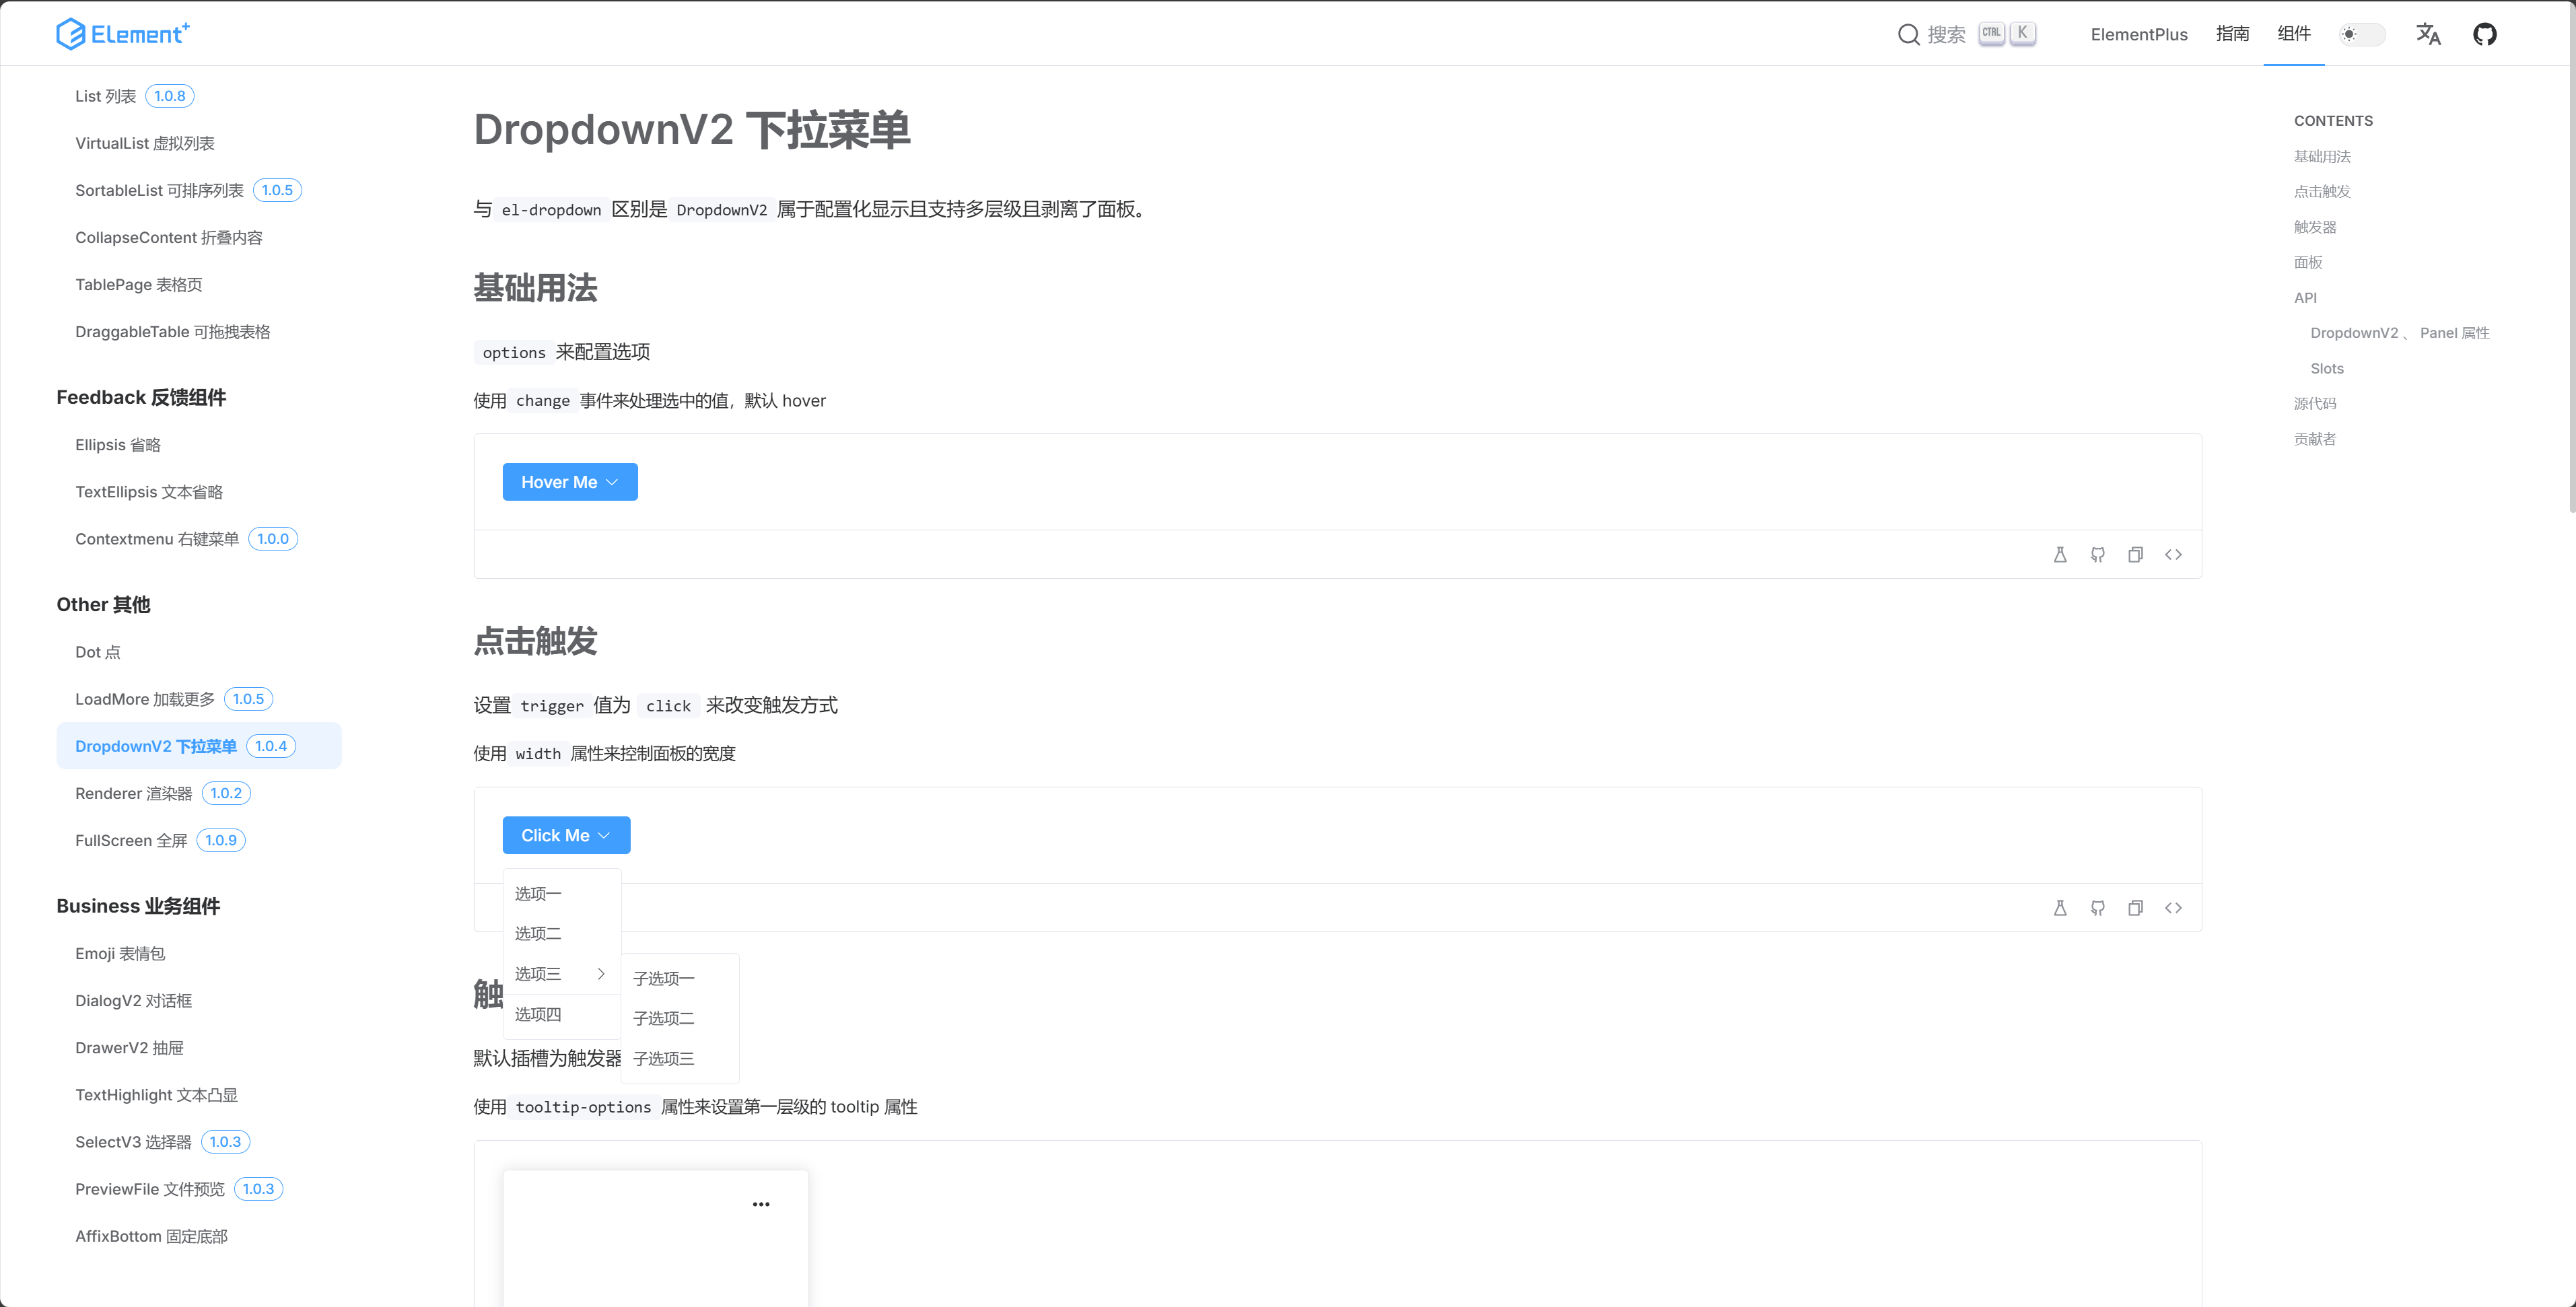 Element+
搜索 CTRL K
ElementPlus 指南 组件
List 列表 1.0.8
VirtualList 虚拟列表
SortableList 可排序列表 1.0.5
CollapseContent 折叠内容
TablePage 表格页
DraggableTable 可拖拽表格
Feedback 反馈组件
Ellipsis 省略
TextEllipsis 文本省略
Contextmenu 右键菜单 1.0.0
Other 其他
Dot 点
LoadMore 加载更多 1.0.5
DropdownV2 下拉菜单 1.0.4
Renderer 渲染器 1.0.2
FullScreen 全屏 1.0.9
Business 业务组件
Emoji 表情包
DialogV2 对话框
DrawerV2 抽屉
TextHighlight 文本凸显
SelectV3 选择器 1.0.3
PreviewFile 文件预览 1.0.3
AffixBottom 固定底部
DropdownV2 下拉菜单
与 el-dropdown 区别是 DropdownV2 属于配置化显示且支持多层级且剥离了面板。
基础用法
options 来配置选项
使用 change 事件来处理选中的值，默认 hover
Hover Me
点击触发
设置 trigger 值为 click 来改变触发方式
使用 width 属性来控制面板的宽度
Click Me
选项一
选项二
选项三
选项四
子选项一
子选项二
子选项三
触
默认插槽为触发器
使用 tooltip-options 属性来设置第一层级的 tooltip 属性
CONTENTS
基础用法
点击触发
触发器
面板
API
DropdownV2 、 Panel 属性
Slots
源代码
贡献者